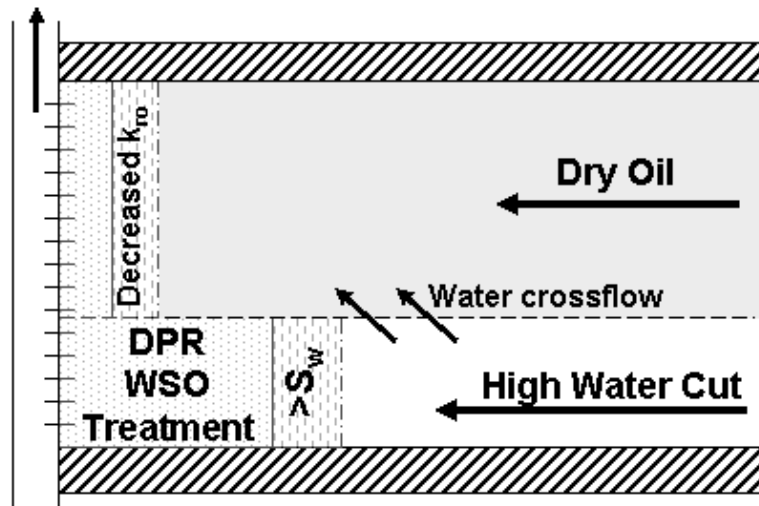 Decreased kro
Dry Oil
Water crossflow
DPR
WSO
Treatment
>Sw
High Water Cut